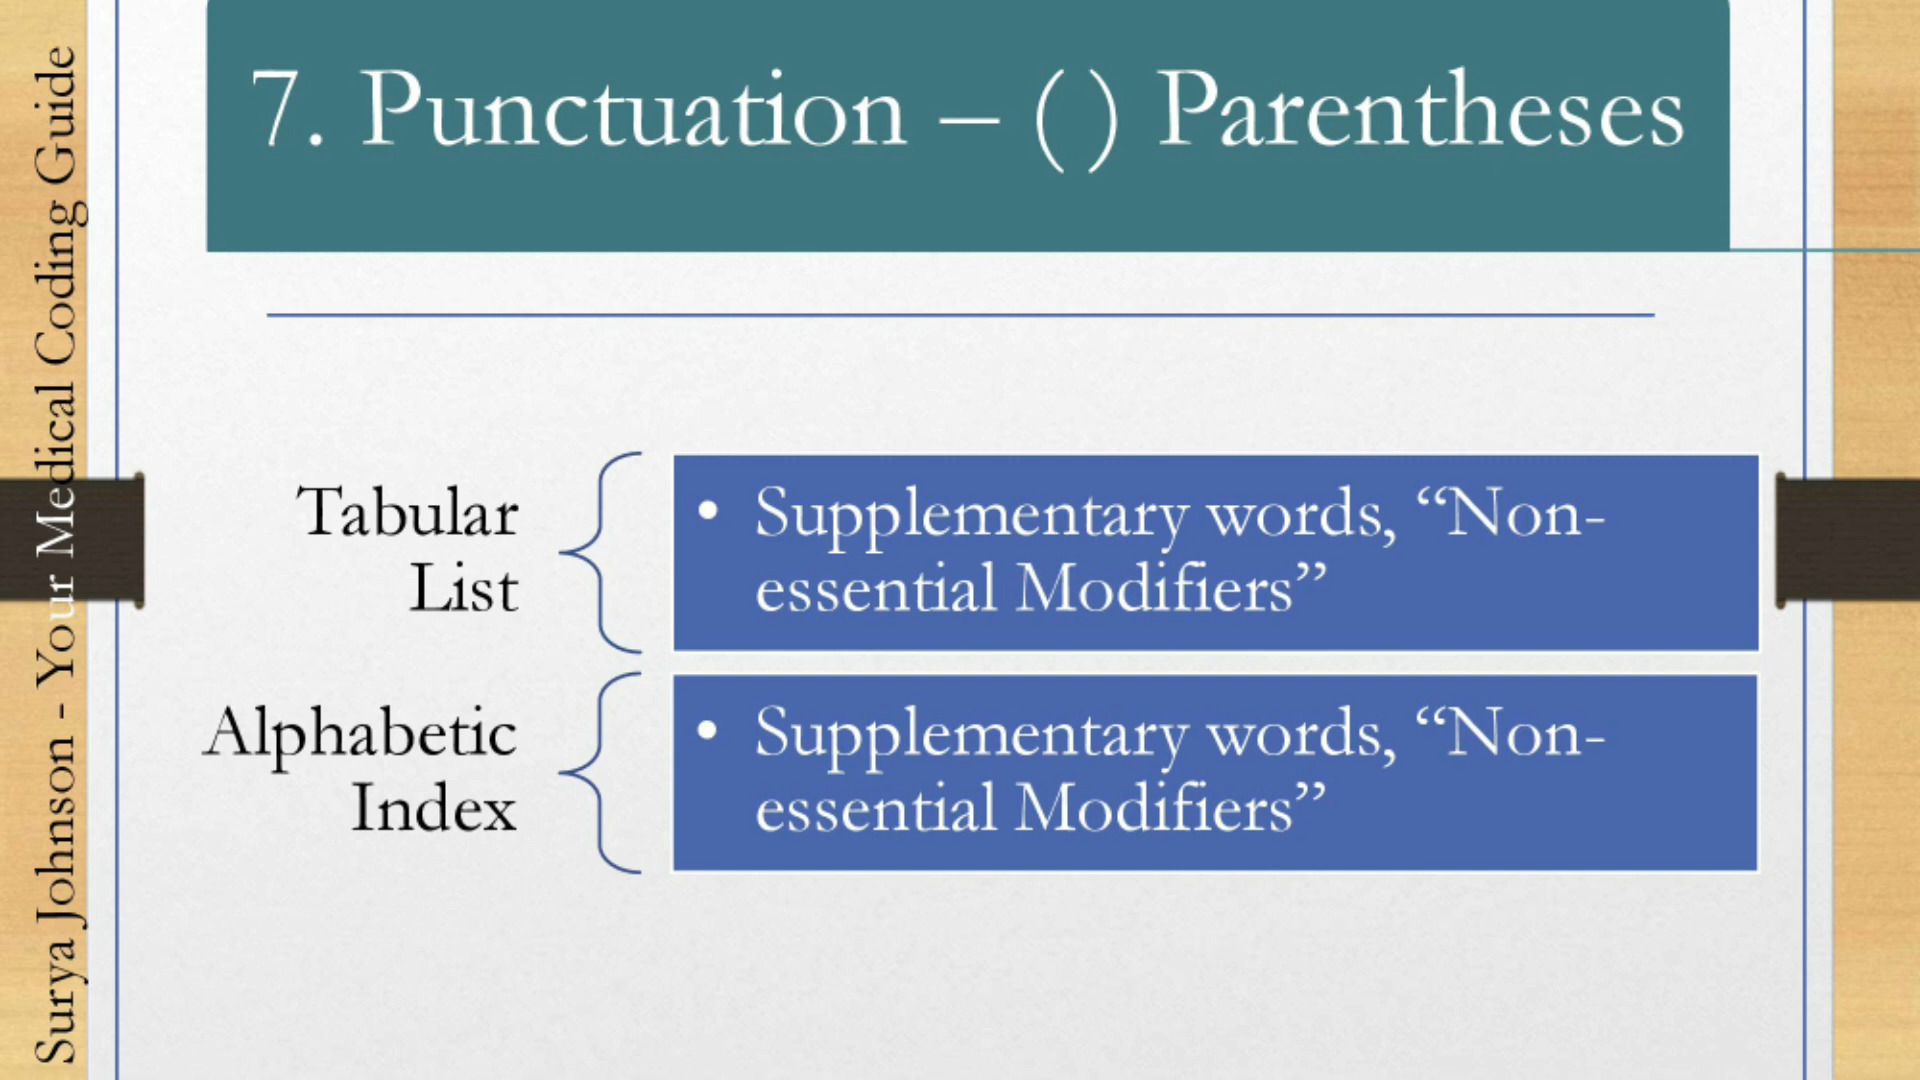 7. Punctuation – ( ) Parentheses
Tabular
List
• Supplementary words, “Non-
essential Modifiers”
Alphabetic
Index
• Supplementary words, “Non-
essential Modifiers”
Surya Johnson - Your Medical Coding Guide